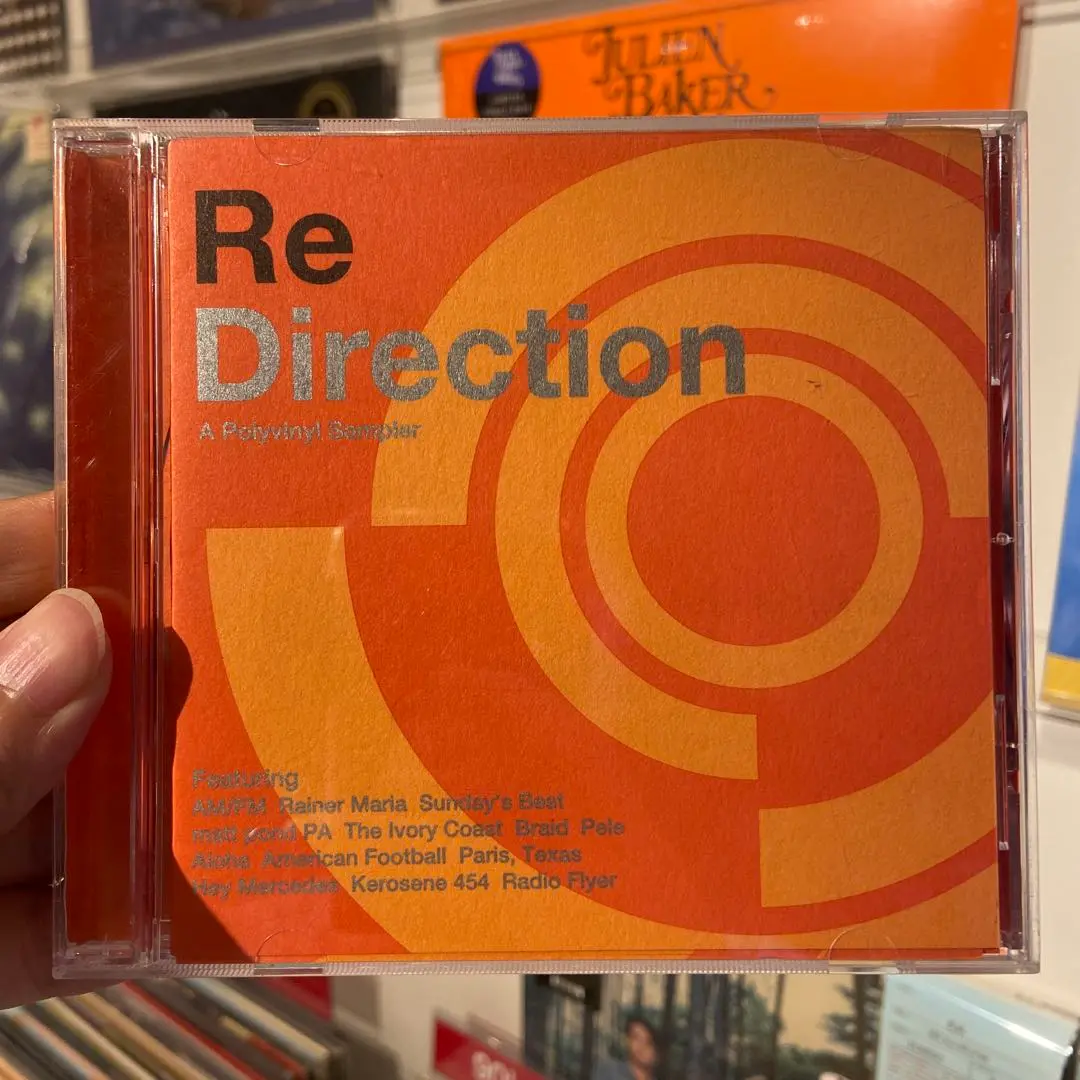 JULIEN
BAKER
Re
Direction
A Polyvinyl Sampler
Featuring
AM/FM Rainer Maria Sunday's Best
matt pond PA The Ivory Coast Braid Pele
Aloha American Football Paris, Texas
Hey Mercedes Kerosene 454 Radio Flyer